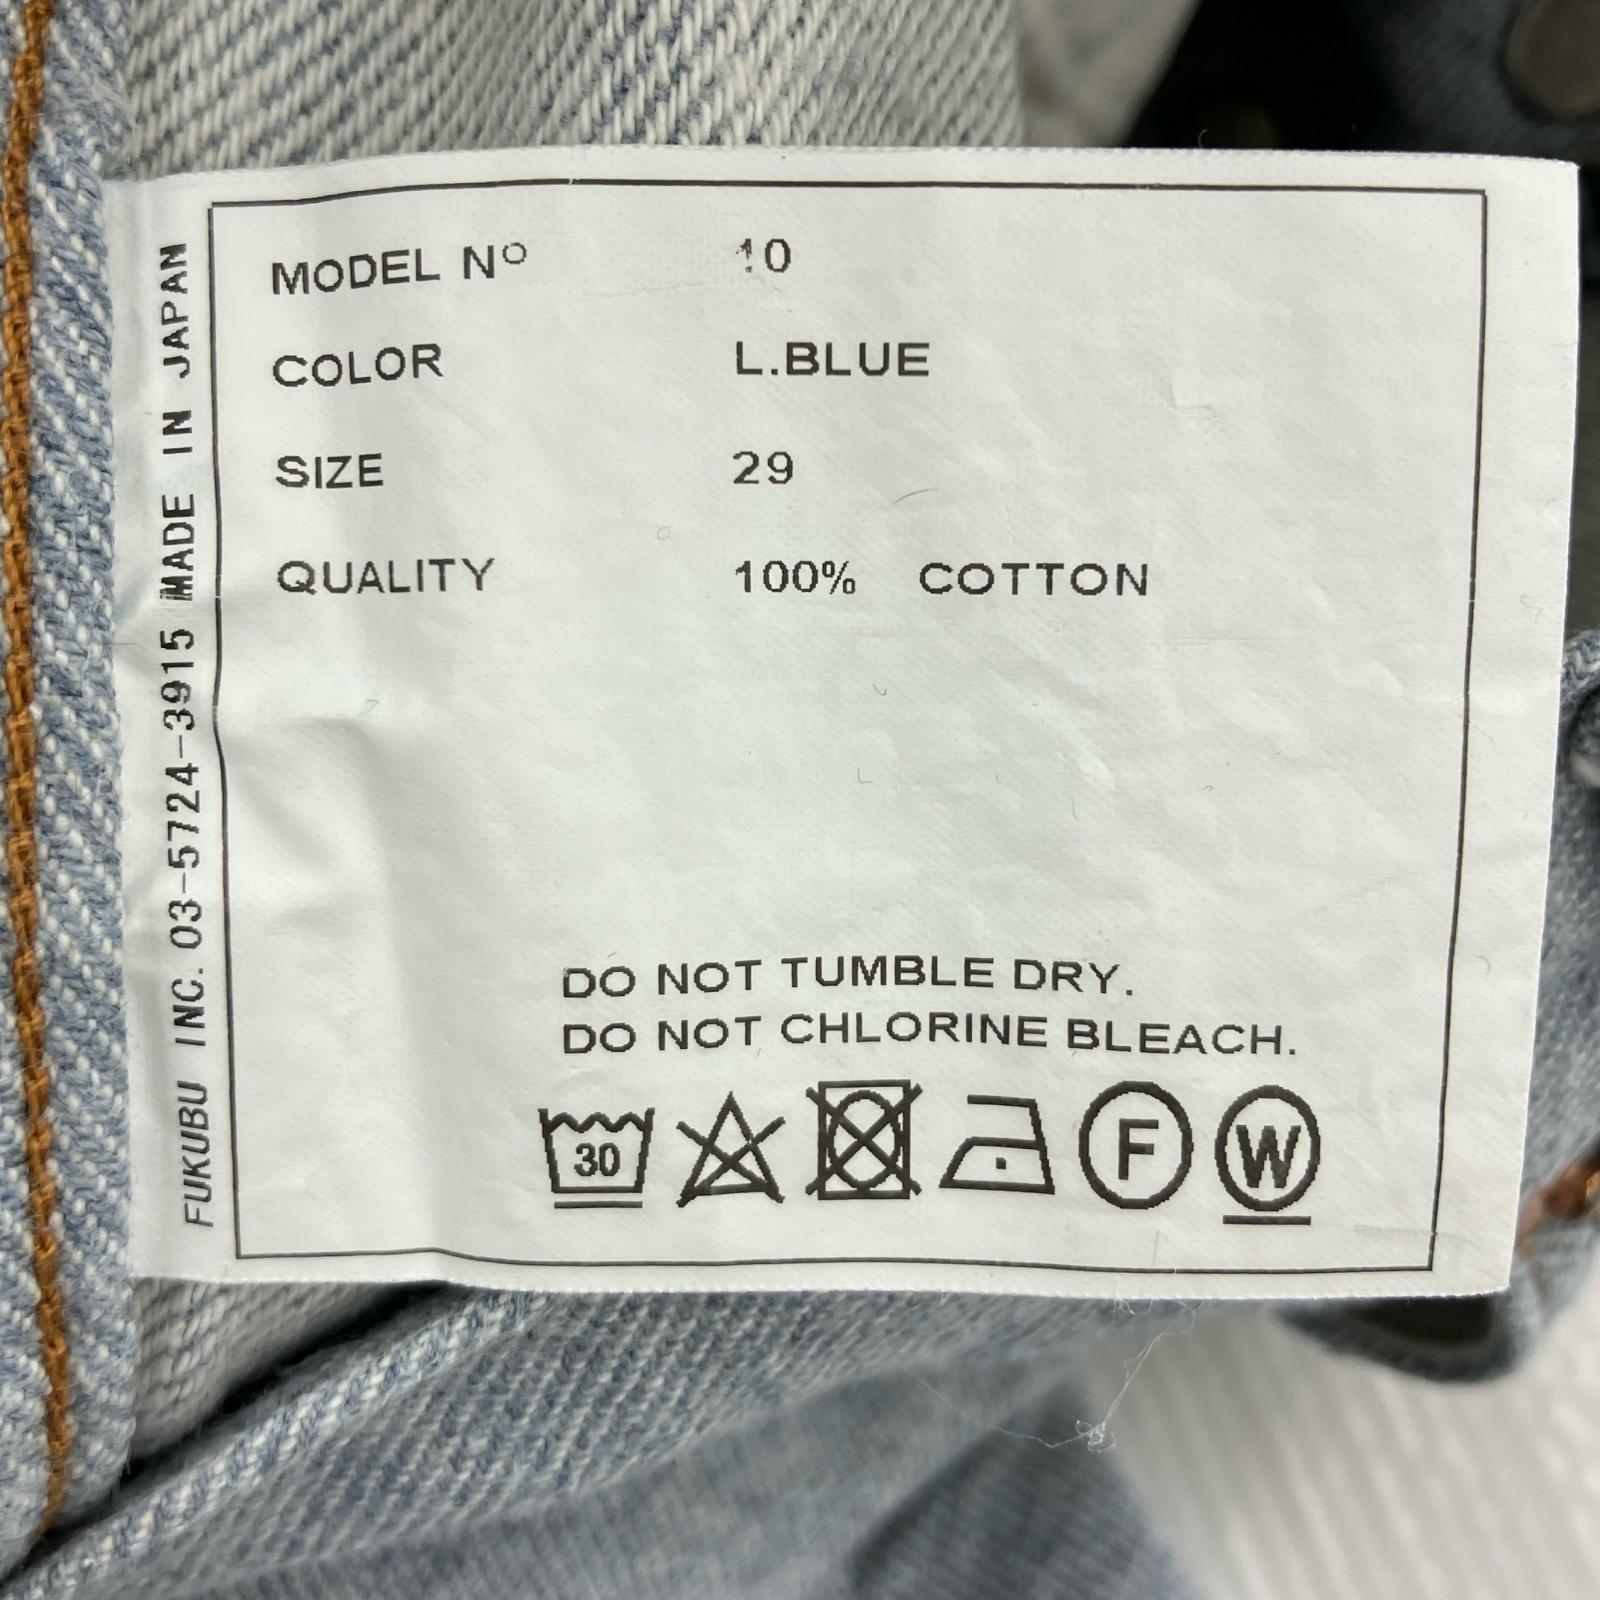 MODEL Nº 10
COLOR L.BLUE
SIZE 29
QUALITY 100% COTTON
DO NOT TUMBLE DRY.
DO NOT CHLORINE BLEACH.
30 F W
FUKUBU INC. 03-5724-3915 MADE IN JAPAN